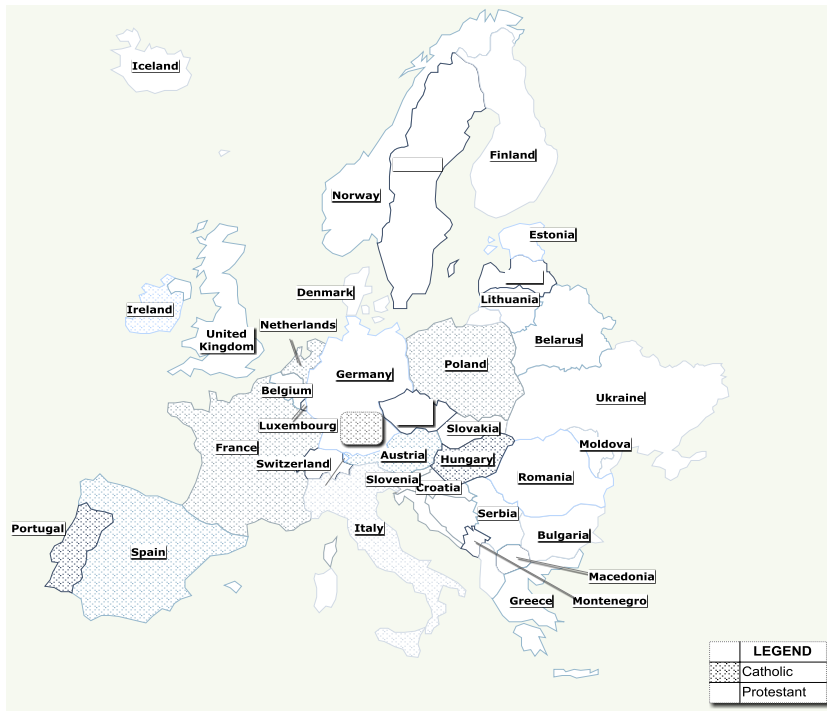 Iceland
Finland
Norway
Estonia
Denmark
Lithuania
Ireland
Netherlands
United
Kingdom
Belarus
Poland
Germany
Belgium
Ukraine
Luxembourg
Slovakia
France
Moldova
Austria
Hungary
Switzerland
Romania
Slovenia
Croatia
Serbia
Portugal
Italy
Bulgaria
Spain
Macedonia
Greece
Montenegro
LEGEND
Catholic
Protestant